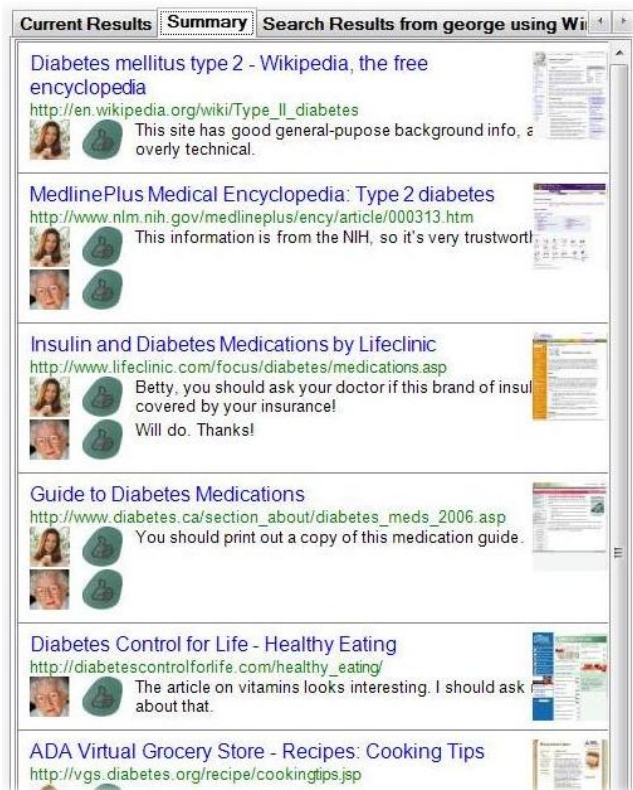 Current Results Summary Search Results from george using Wi
Diabetes mellitus type 2 - Wikipedia, the free
encyclopedia
http://en.wikipedia.org/wiki/Type_II_diabetes
This site has good general-pupose background info, a
overly technical.
MedlinePlus Medical Encyclopedia: Type 2 diabetes
http://www.nlm.nih.gov/medlineplus/ency/article/000313.htm
This information is from the NIH, so it's very trustworth
Insulin and Diabetes Medications by Lifeclinic
http://www.lifeclinic.com/focus/diabetes/medications.asp
Betty, you should ask your doctor if this brand of insul
covered by your insurance!
Will do. Thanks!
Guide to Diabetes Medications
http://www.diabetes.ca/section_about/diabetes_meds_2006.asp
You should print out a copy of this medication guide.
Diabetes Control for Life - Healthy Eating
http://diabetescontrolforlife.com/healthy_eating/
The article on vitamins looks interesting. I should ask
about that.
ADA Virtual Grocery Store - Recipes: Cooking Tips
http://vgs.diabetes.org/recipe/cookingtips.jsp